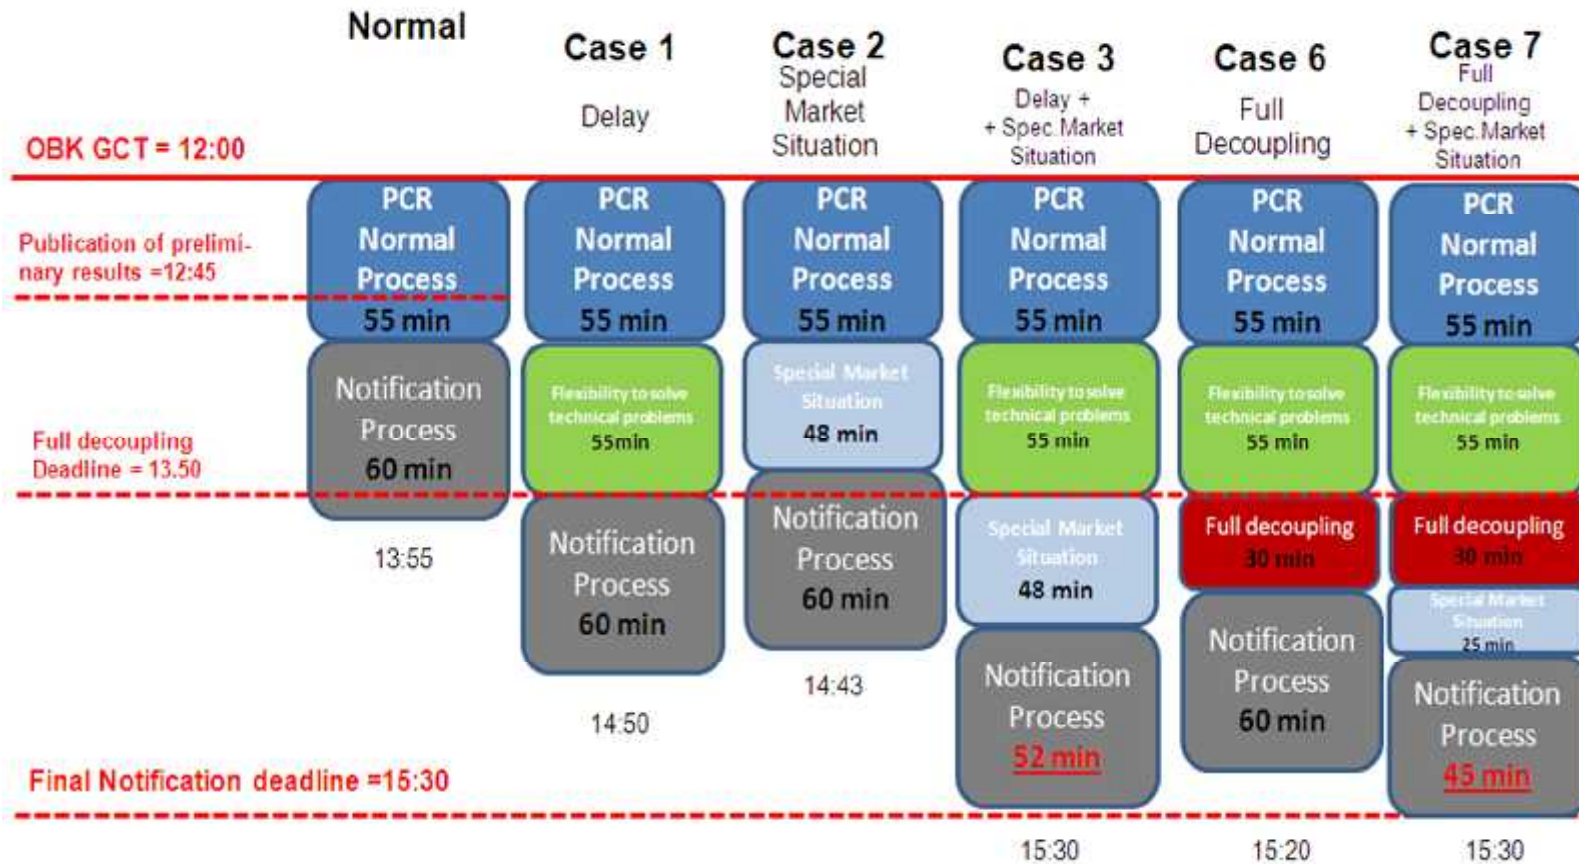 Normal
Case 1
Delay
Case 2
Special
Market
Situation
Case 3
Delay +
+ Spec.Market
Situation
Case 6
Full
Decoupling
Case 7
Full
Decoupling
+ Spec.Market
Situation
OBK GCT = 12:00
Publication of prelimi-
nary results =12:45
Full decoupling
Deadline = 13.50
Final Notification deadline =15:30
PCR
Normal
Process
55 min
Notification
Process
60 min
13:55
PCR
Normal
Process
55 min
Flexibility to solve
technical problems
55min
Notification
Process
60 min
14:50
PCR
Normal
Process
55 min
Special Market
Situation
48 min
Notification
Process
60 min
14:43
PCR
Normal
Process
55 min
Flexibility to solve
technical problems
55 min
Special Market
Situation
48 min
Notification
Process
52 min
15:30
PCR
Normal
Process
55 min
Flexibility to solve
technical problems
55 min
Full decoupling
30 min
Notification
Process
60 min
15:20
PCR
Normal
Process
55 min
Flexibility to solve
technical problems
55 min
Full decoupling
30 min
Special Market
Situation
25 min
Notification
Process
45 min
15:30